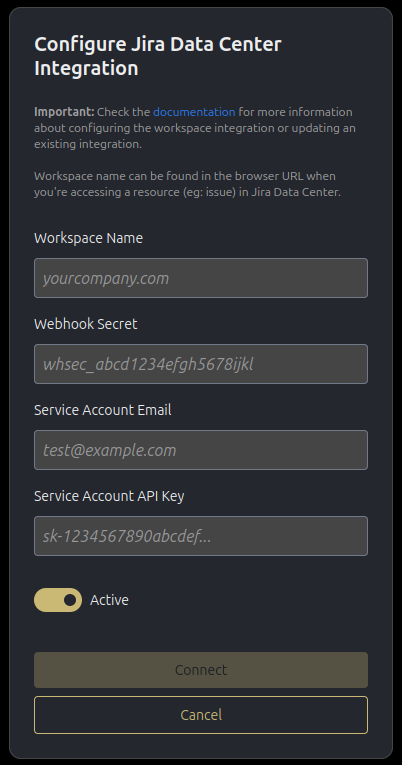 Configure Jira Data Center
Integration
Important: Check the documentation for more information
about configuring the workspace integration or updating an
existing integration.
Workspace name can be found in the browser URL when
you're accessing a resource (eg: issue) in Jira Data Center.
Workspace Name
yourcompany.com
Webhook Secret
whsec_abcd1234efgh5678ijkl
Service Account Email
test@example.com
Service Account API Key
sk-1234567890abcdef...
Active
Connect
Cancel